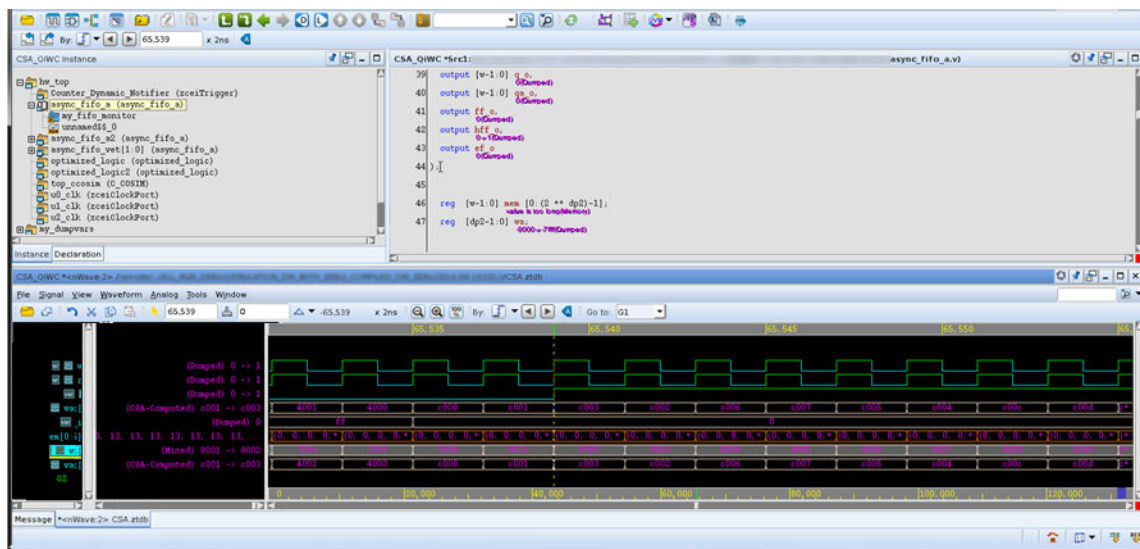 By: 65,539 x 2ns
CSA_QiWC Instance
hw_top
Counter_Dynamic_Notifier (zceiTrigger)
async_fifo_a (async_fifo_a)
my_fifo_monitor
unnamed$$_0
async_fifo_a2 (async_fifo_a)
async_fifo_vet[1:0] (async_fifo_a)
optimized_logic (optimized_logic)
optimized_logic2 (optimized_logic)
top_ccosim (C_COSIM)
u0_clk (zceiClockPort)
u1_clk (zceiClockPort)
u2_clk (zceiClockPort)
my_dumpvars
Instance Declaration
CSA_QiWC *Src1: async_fifo_a.v)
39 output [w-1:0] q_o,
0(Dumped)
40 output [w-1:0] qa_o,
0(Dumped)
41 output ff_o,
0(Dumped)
42 output hff_o,
0->1(Dumped)
43 output ef_o
0(Dumped)
44 );
45
46 reg [w-1:0] mem [0:(2 ** dp2)-1];
value is too long(Memory)
47 reg [dp2-1:0] wa;
CSA_QiWC *<nWave:2> /CSA.ztdb
File Signal View Waveform Analog Tools Window
65,539 0 -65,539 x 2ns By: Go to: G1
65,535 65,540 65,545 65,550 65,
(Dumped) 0 -> 1
(Dumped) 0 -> 1
(Dumped) 0 -> 1
(CSA-Computed) c001 -> c003 4001 4000 c000 c001 c003 c002 c006 c007 c005 c004 c00c c00d c*
(Dumped) 0 ff 0
13, 13, 13, 13, 13, 13, 13,...
(Mixed) 8001 -> 8002
(CSA-Computed) c001 -> c003 4001 4000 c000 c001 c003 c002 c006 c007 c005 c004 c00c c00d c*
G2
0 20,000 40,000 60,000 80,000 100,000 120,000
Message *<nWave:2> CSA.ztdb